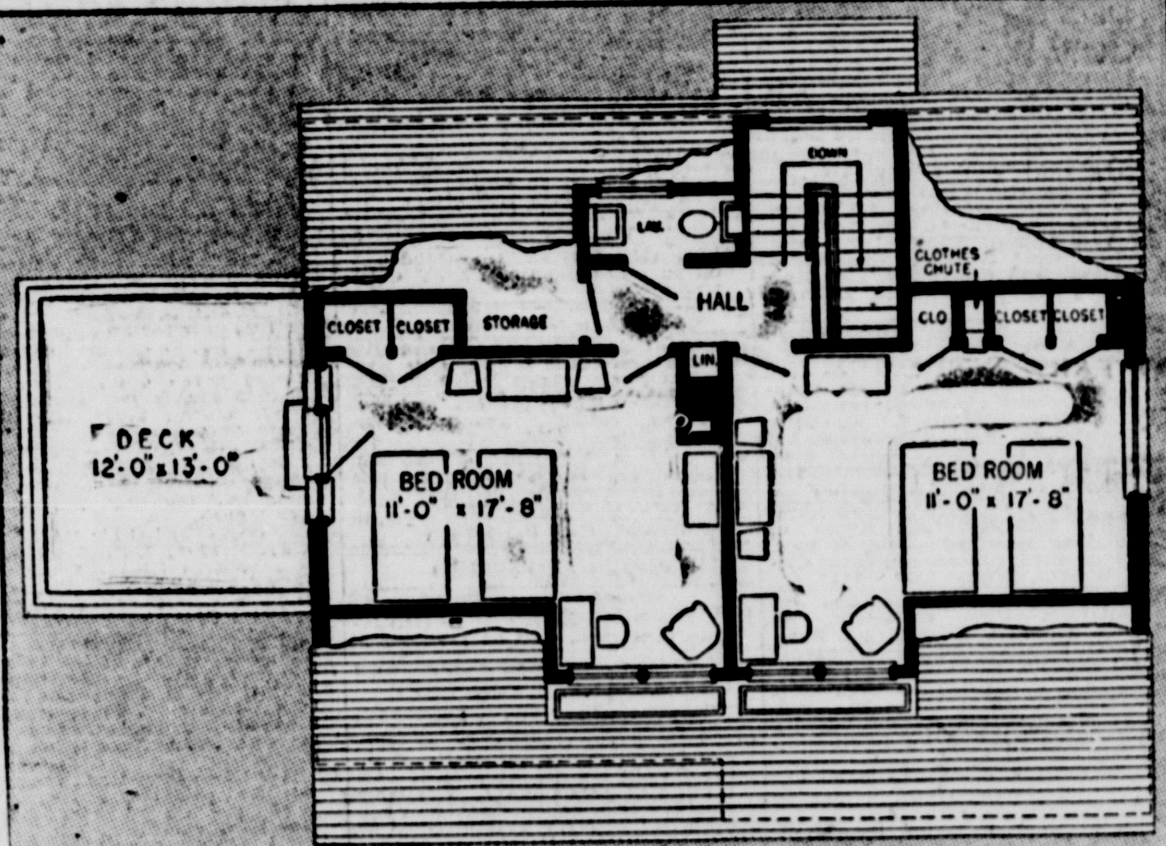 DOWN
LAV.
CLOTHES
CHUTE
HALL
CLOSET
CLOSET
STORAGE
CLO
CLOSET
CLOSET
LIN.
DECK
12'-0" x 13'-0"
BED ROOM
11'-0" x 17'-8"
BED ROOM
11'-0" x 17'-8"